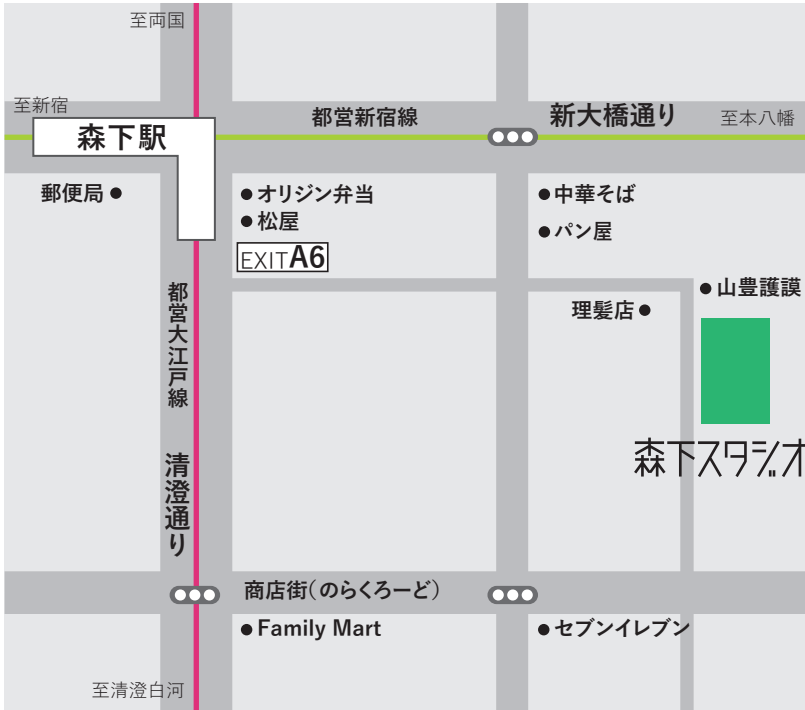 至両国
至新宿
森下駅
都営新宿線
新大橋通り
至本八幡
郵便局
オリジン弁当
松屋
EXIT A6
中華そば
パン屋
山豊護謨
理髪店
都営大江戸線
森下スタジオ
清澄通り
商店街(のらくろーど)
Family Mart
セブンイレブン
至清澄白河